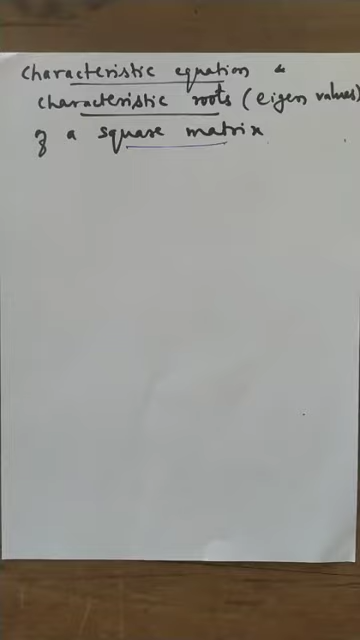 characteristic equation &
characteristic roots (eigen values)
of a square matrix